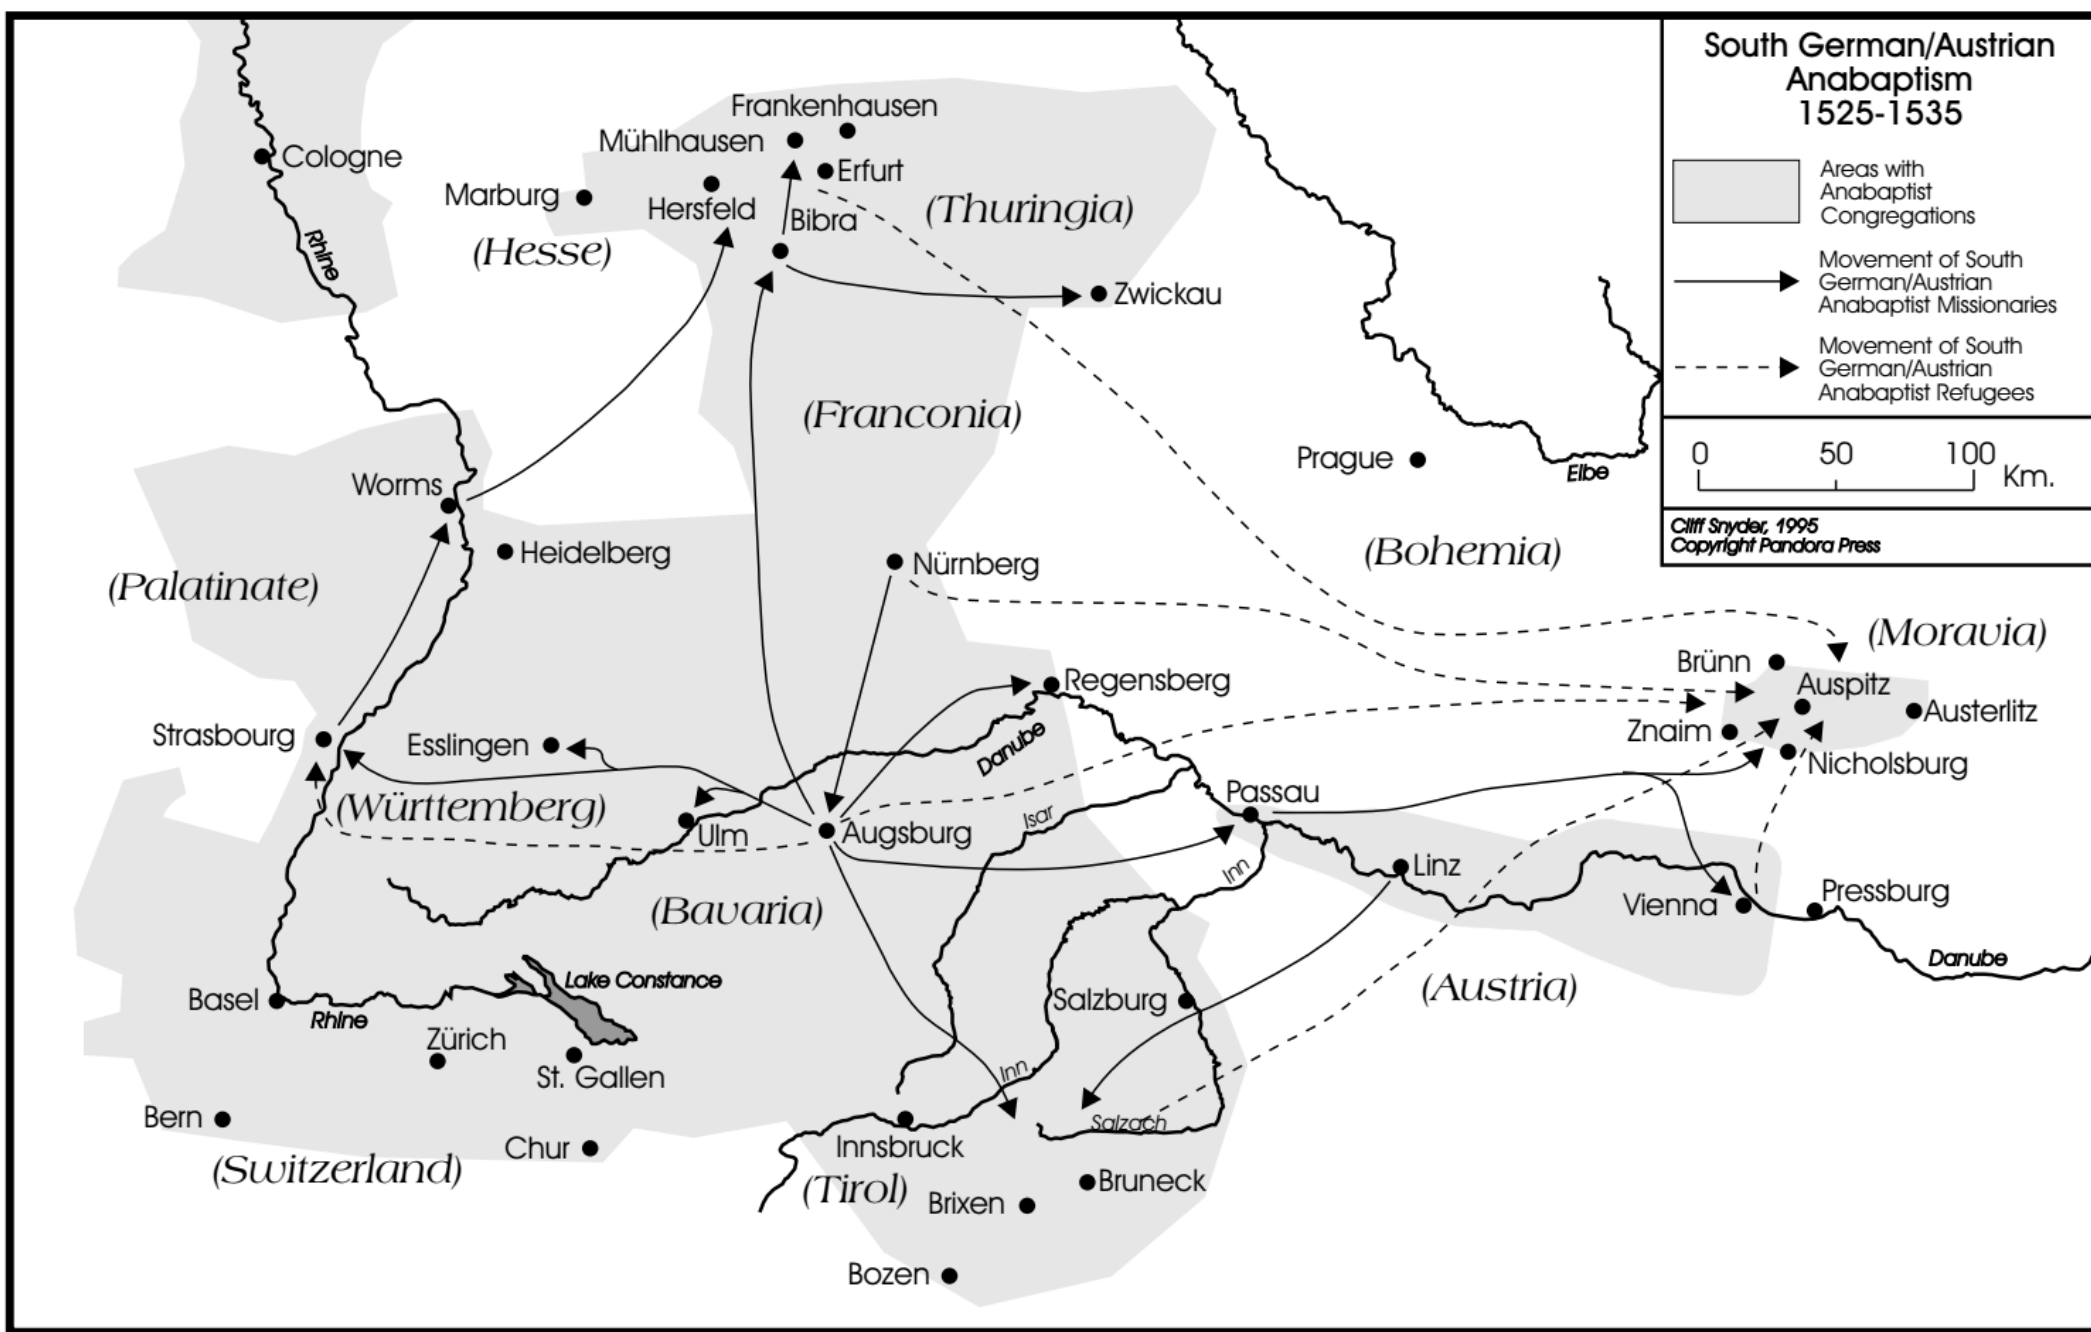 South German/Austrian
Anabaptism
1525-1535
Areas with
Anabaptist
Congregations
Movement of South
German/Austrian
Anabaptist Missionaries
Movement of South
German/Austrian
Anabaptist Refugees
0 50 100
Km.
Cliff Snyder, 1995
Copyright Pandora Press
Frankenhausen
Mühlhausen
Cologne
Erfurt
Marburg
Hersfeld
Bibra
(Thuringia)
Rhine
(Hesse)
Zwickau
(Franconia)
Prague
Elbe
Worms
Heidelberg
(Bohemia)
Nürnberg
(Palatinate)
(Moravia)
Brünn
Regensberg
Auspitz
Austerlitz
Strasbourg
Esslingen
Znaim
Danube
Nicholsburg
(Württemberg)
Passau
Ulm
Augsburg
Isar
Inn
Linz
Pressburg
Vienna
(Bavaria)
Danube
Lake Constance
(Austria)
Basel
Rhine
Salzburg
Zürich
St. Gallen
Inn
Bern
Salzach
Chur
Innsbruck
(Switzerland)
(Tirol)
Bruneck
Brixen
Bozen